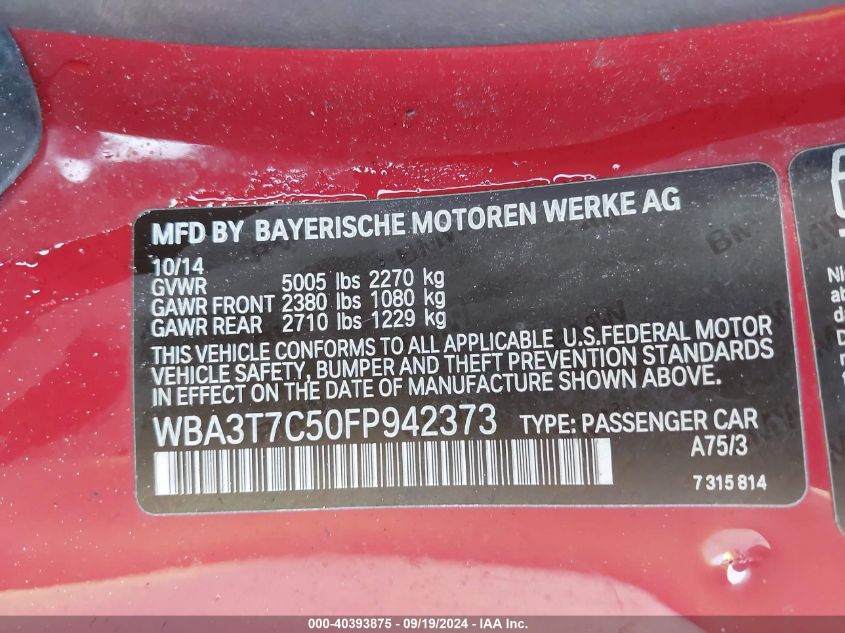 MFD BY BAYERISCHE MOTOREN WERKE AG
10/14
GVWR 5005 lbs 2270 kg
GAWR FRONT 2380 lbs 1080 kg
GAWR REAR 2710 lbs 1229 kg
THIS VEHICLE CONFORMS TO ALL APPLICABLE U.S.FEDERAL MOTOR
VEHICLE SAFETY, BUMPER AND THEFT PREVENTION STANDARDS
IN EFFECT ON THE DATE OF MANUFACTURE SHOWN ABOVE.
WBA3T7C50FP942373 TYPE: PASSENGER CAR
A75/3
7 315 814
000-40393875 - 09/19/2024 - IAA Inc.